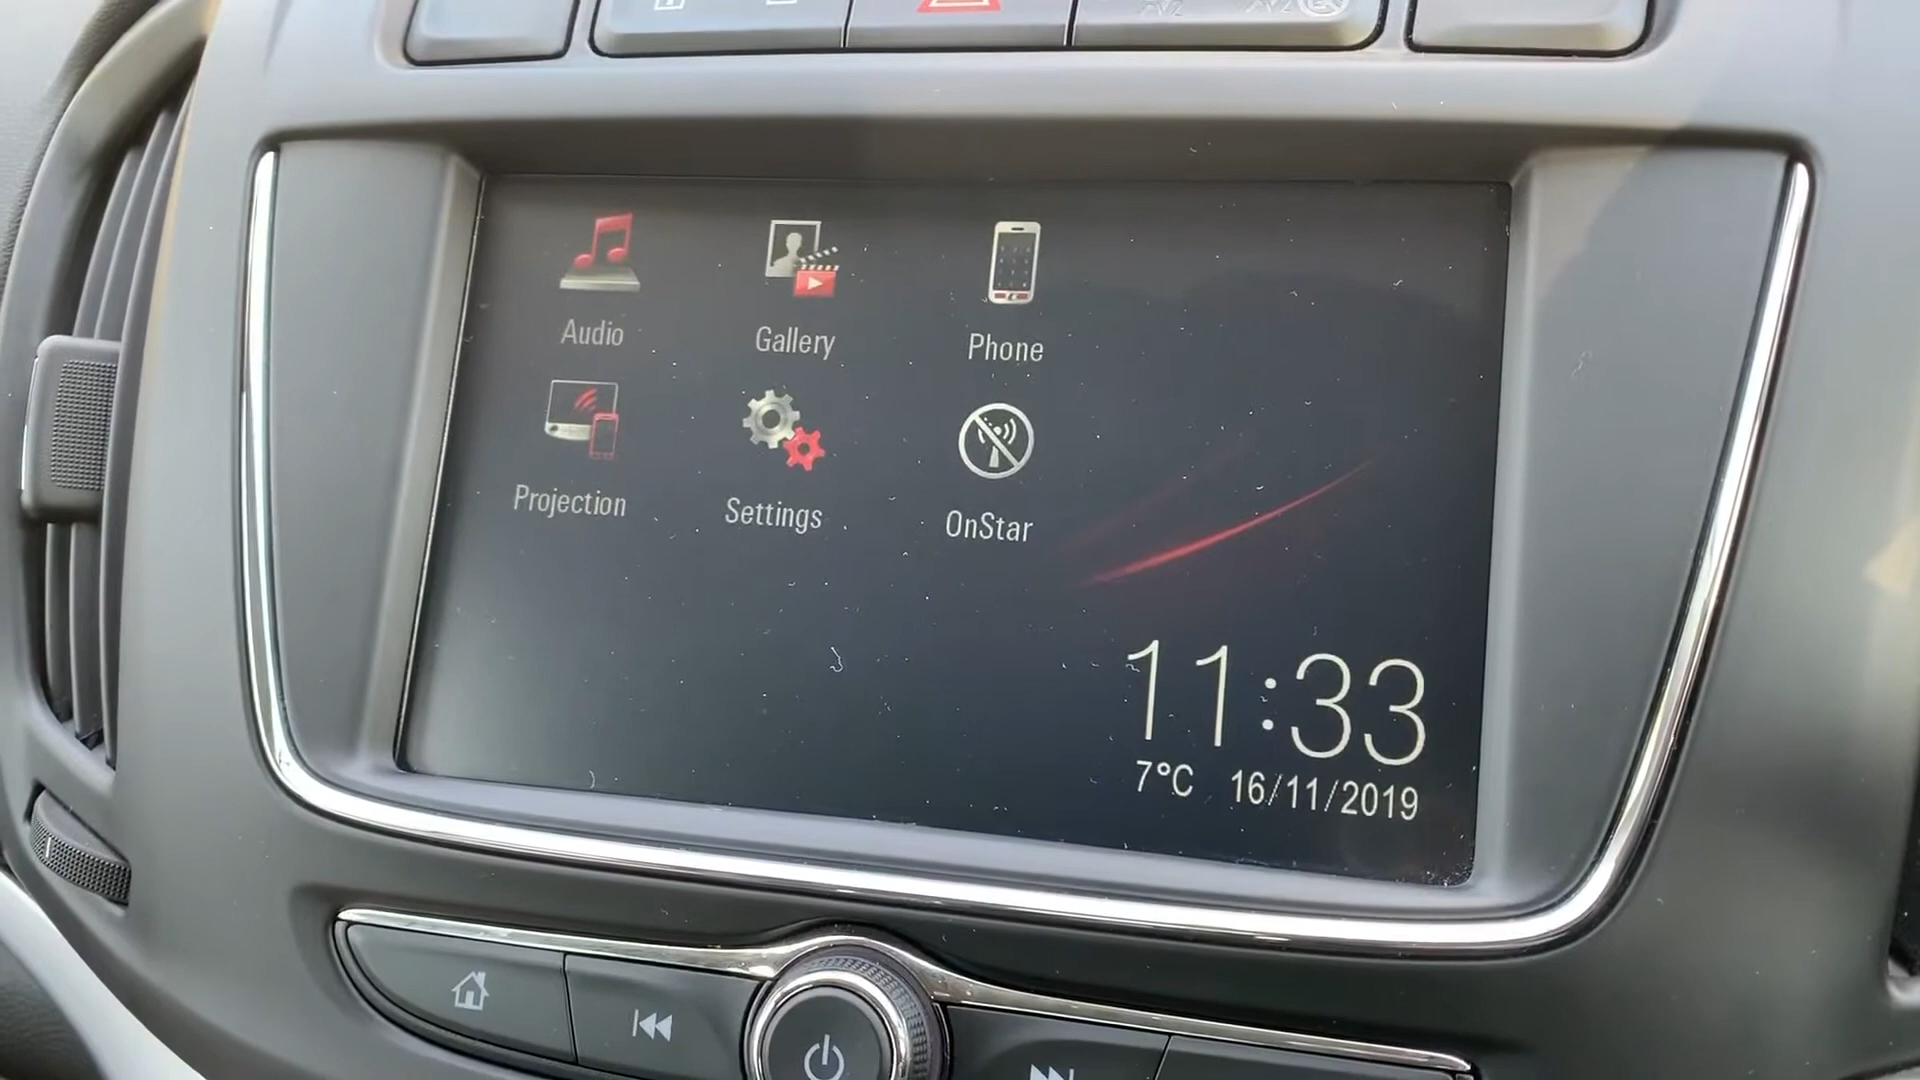 Audio
Gallery
Phone
Projection
Settings
OnStar
11:33
7°C 16/11/2019